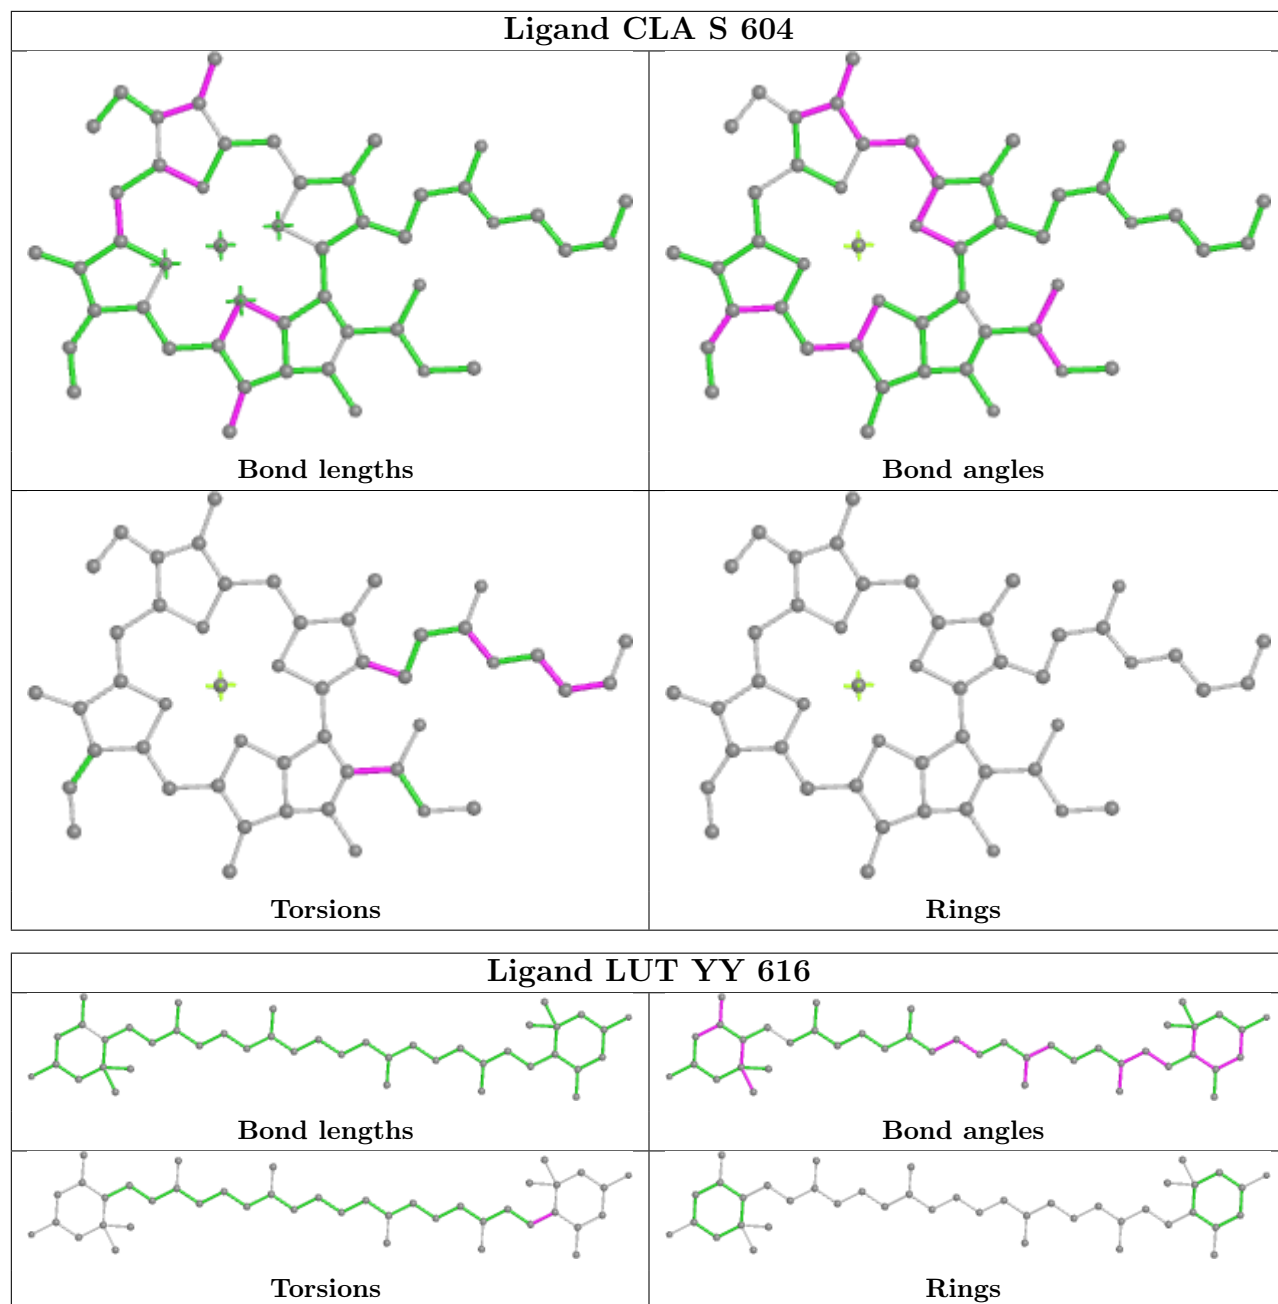 Ligand CLA S 604
Bond lengths
Bond angles
Torsions
Rings
Ligand LUT YY 616
Bond lengths
Bond angles
Torsions
Rings